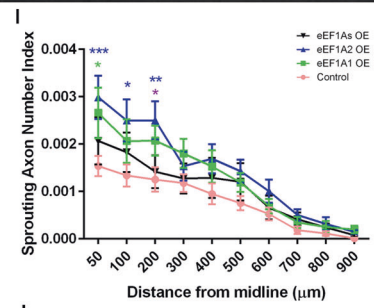 I
eEF1As OE
eEF1A2 OE
eEF1A1 OE
Control
Sprouting Axon Number Index
0.004
0.003
0.002
0.001
0.000
***
*
*
**
*
50
100
200
300
400
500
600
700
800
900
Distance from midline (μm)